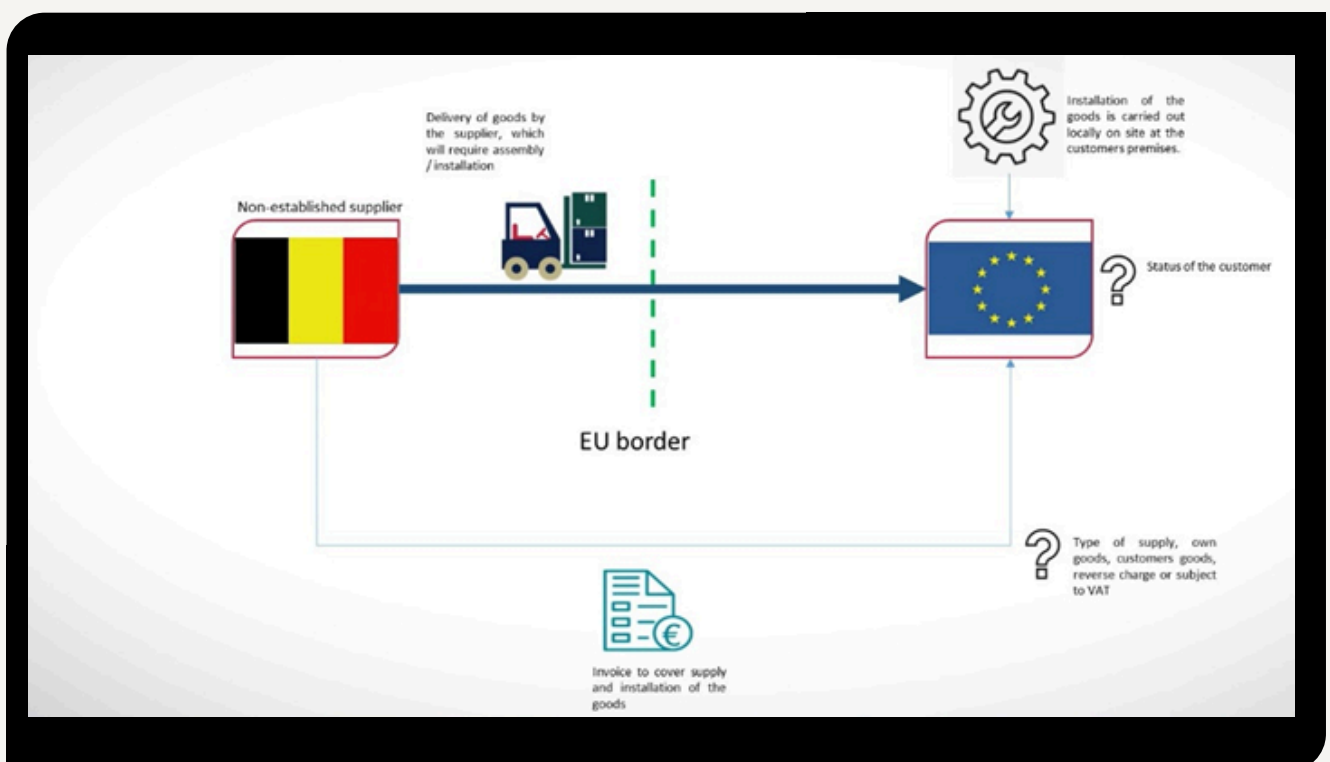 Delivery of goods by
the supplier, which
will require assembly
/ installation
Installation of the
goods is carried out
locally on site at the
customers premises.
Non-established supplier
Status of the customer
EU border
Type of supply, own
goods, customers goods,
reverse charge or subject
to VAT
€
Invoice to cover supply
and installation of the
goods